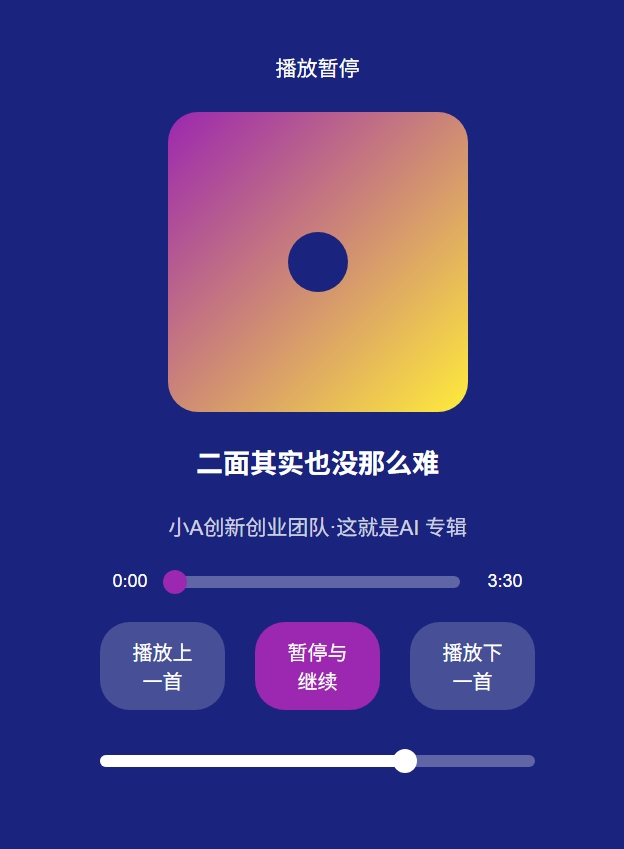 播放暂停
二面其实也没那么难
小A创新创业团队·这就是AI 专辑
0:00
3:30
播放上
一首
暂停与
继续
播放下
一首